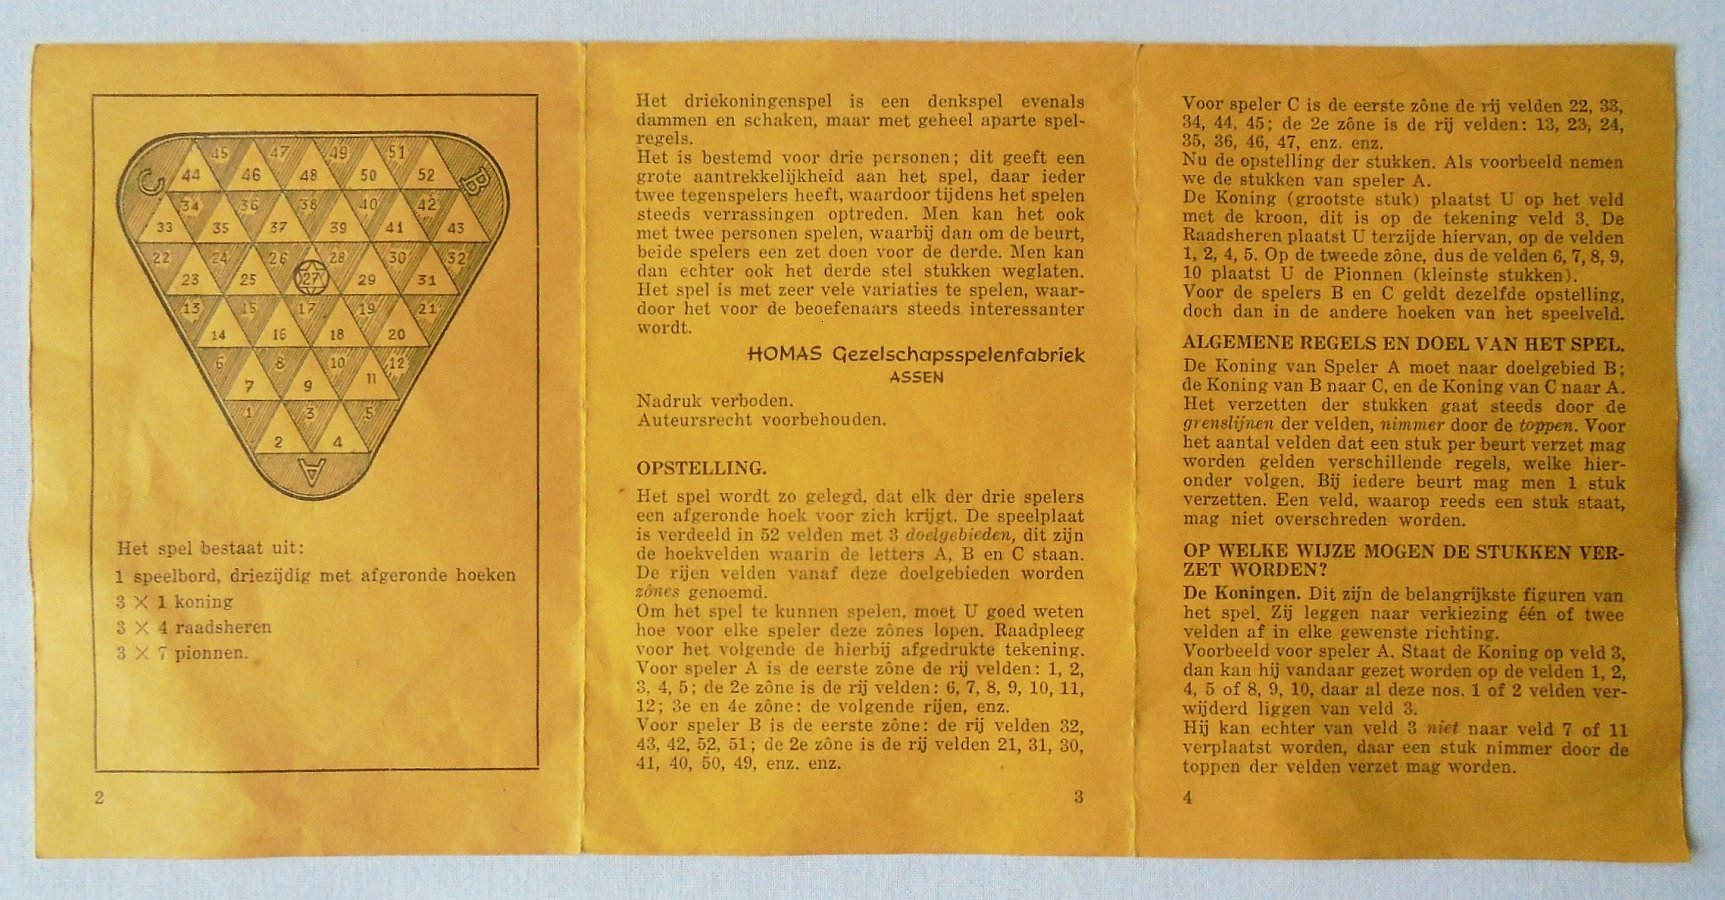 C
B
45 47 49 51
44 46 48 50 52
34 36 38 40 42
33 35 37 39 41 43
22 24 26 28 30 32
23 25 27 29 31
13 15 17 19 21
14 16 18 20
6 8 10 12
7 9 11
1 3 5
2 4
A
Het spel bestaat uit:
1 speelbord, driezijdig met afgeronde hoeken
3 × 1 koning
3 × 4 raadsheren
3 × 7 pionnen.
2
Het driekoningenspel is een denkspel evenals
dammen en schaken, maar met geheel aparte spel-
regels.
Het is bestemd voor drie personen; dit geeft een
grote aantrekkelijkheid aan het spel, daar ieder
twee tegenspelers heeft, waardoor tijdens het spelen
steeds verrassingen optreden. Men kan het ook
met twee personen spelen, waarbij dan om de beurt,
beide spelers een zet doen voor de derde. Men kan
dan echter ook het derde stel stukken weglaten.
Het spel is met zeer vele variaties te spelen, waar-
door het voor de beoefenaars steeds interessanter
wordt.
HOMAS Gezelschapsspelenfabriek
ASSEN
Nadruk verboden.
Auteursrecht voorbehouden.
OPSTELLING.
Het spel wordt zo gelegd, dat elk der drie spelers
een afgeronde hoek voor zich krijgt. De speelplaat
is verdeeld in 52 velden met 3 doelgebieden, dit zijn
de hoekvelden waarin de letters A, B en C staan.
De rijen velden vanaf deze doelgebieden worden
zônes genoemd.
Om het spel te kunnen spelen, moet U goed weten
hoe voor elke speler deze zônes lopen. Raadpleeg
voor het volgende de hierbij afgedrukte tekening.
Voor speler A is de eerste zône de rij velden: 1, 2,
3, 4, 5; de 2e zône is de rij velden: 6, 7, 8, 9, 10, 11,
12; 3e en 4e zône: de volgende rijen, enz.
Voor speler B is de eerste zône: de rij velden 32,
43, 42, 52, 51; de 2e zône is de rij velden 21, 31, 30,
41, 40, 50, 49, enz. enz.
3
Voor speler C is de eerste zône de rij velden 22, 33,
34, 44, 45; de 2e zône is de rij velden: 13, 23, 24,
35, 36, 46, 47, enz. enz.
Nu de opstelling der stukken. Als voorbeeld nemen
we de stukken van speler A.
De Koning (grootste stuk) plaatst U op het veld
met de kroon, dit is op de tekening veld 3. De
Raadsheren plaatst U terzijde hiervan, op de velden
1, 2, 4, 5. Op de tweede zône, dus de velden 6, 7, 8, 9,
10 plaatst U de Pionnen (kleinste stukken).
Voor de spelers B en C geldt dezelfde opstelling,
doch dan in de andere hoeken van het speelveld.
ALGEMENE REGELS EN DOEL VAN HET SPEL.
De Koning van Speler A moet naar doelgebied B;
de Koning van B naar C, en de Koning van C naar A.
Het verzetten der stukken gaat steeds door de
grenslijnen der velden, nimmer door de toppen. Voor
het aantal velden dat een stuk per beurt verzet mag
worden gelden verschillende regels, welke hier-
onder volgen. Bij iedere beurt mag men 1 stuk
verzetten. Een veld, waarop reeds een stuk staat,
mag niet overschreden worden.
OP WELKE WIJZE MOGEN DE STUKKEN VER-
ZET WORDEN?
De Koningen. Dit zijn de belangrijkste figuren van
het spel. Zij leggen naar verkiezing één of twee
velden af in elke gewenste richting.
Voorbeeld voor speler A. Staat de Koning op veld 3,
dan kan hij vandaar gezet worden op de velden 1, 2,
4, 5 of 8, 9, 10, daar al deze nos. 1 of 2 velden ver-
wijderd liggen van veld 3.
Hij kan echter van veld 3 niet naar veld 7 of 11
verplaatst worden, daar een stuk nimmer door de
toppen der velden verzet mag worden.
4